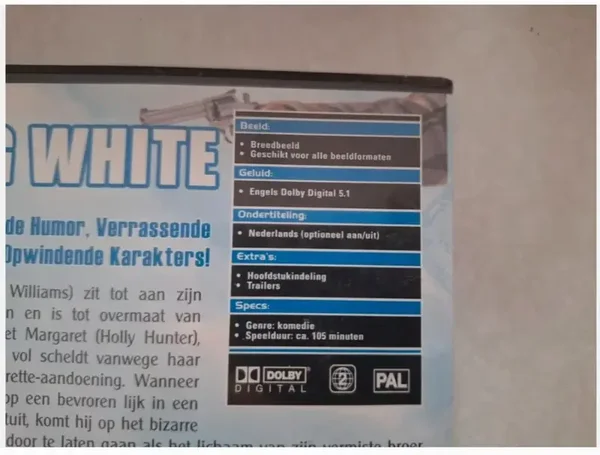 G WHITE
de Humor, Verrassende
Opwindende Karakters!
Williams) zit tot aan zijn
n en is tot overmaat van
et Margaret (Holly Hunter),
vol scheldt vanwege haar
rette-aandoening. Wanneer
op een bevroren lijk in een
tuit, komt hij op het bizarre
door te laten gaan als het lichaam van zijn vermiste broer
Beeld:
• Breedbeeld
• Geschikt voor alle beeldformaten
Geluid:
• Engels Dolby Digital 5.1
Ondertiteling:
• Nederlands (optioneel aan/uit)
Extra's:
• Hoofdstukindeling
• Trailers
Specs:
• Genre: komedie
• Speelduur: ca. 105 minuten
DOLBY
DIGITAL
2
PAL